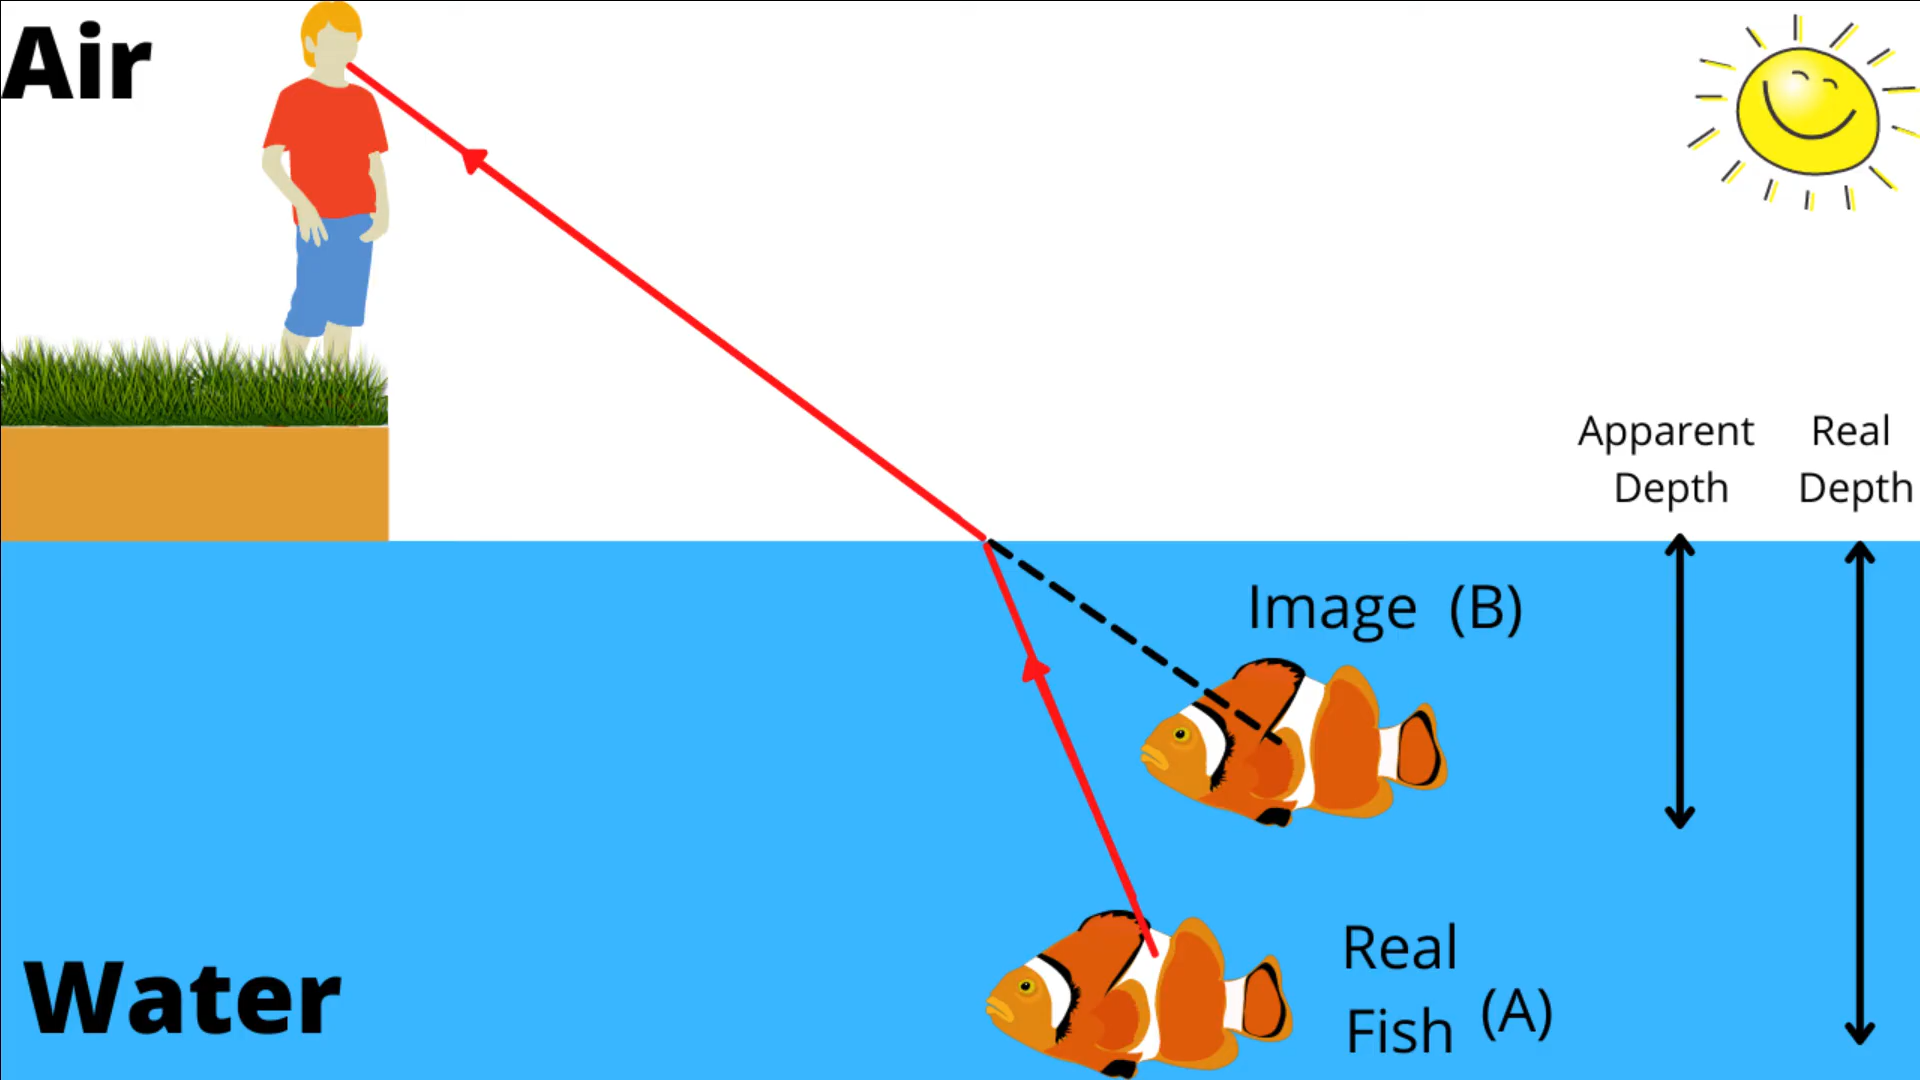 Air
Apparent Depth
Real Depth
Image (B)
Real
Fish (A)
Water